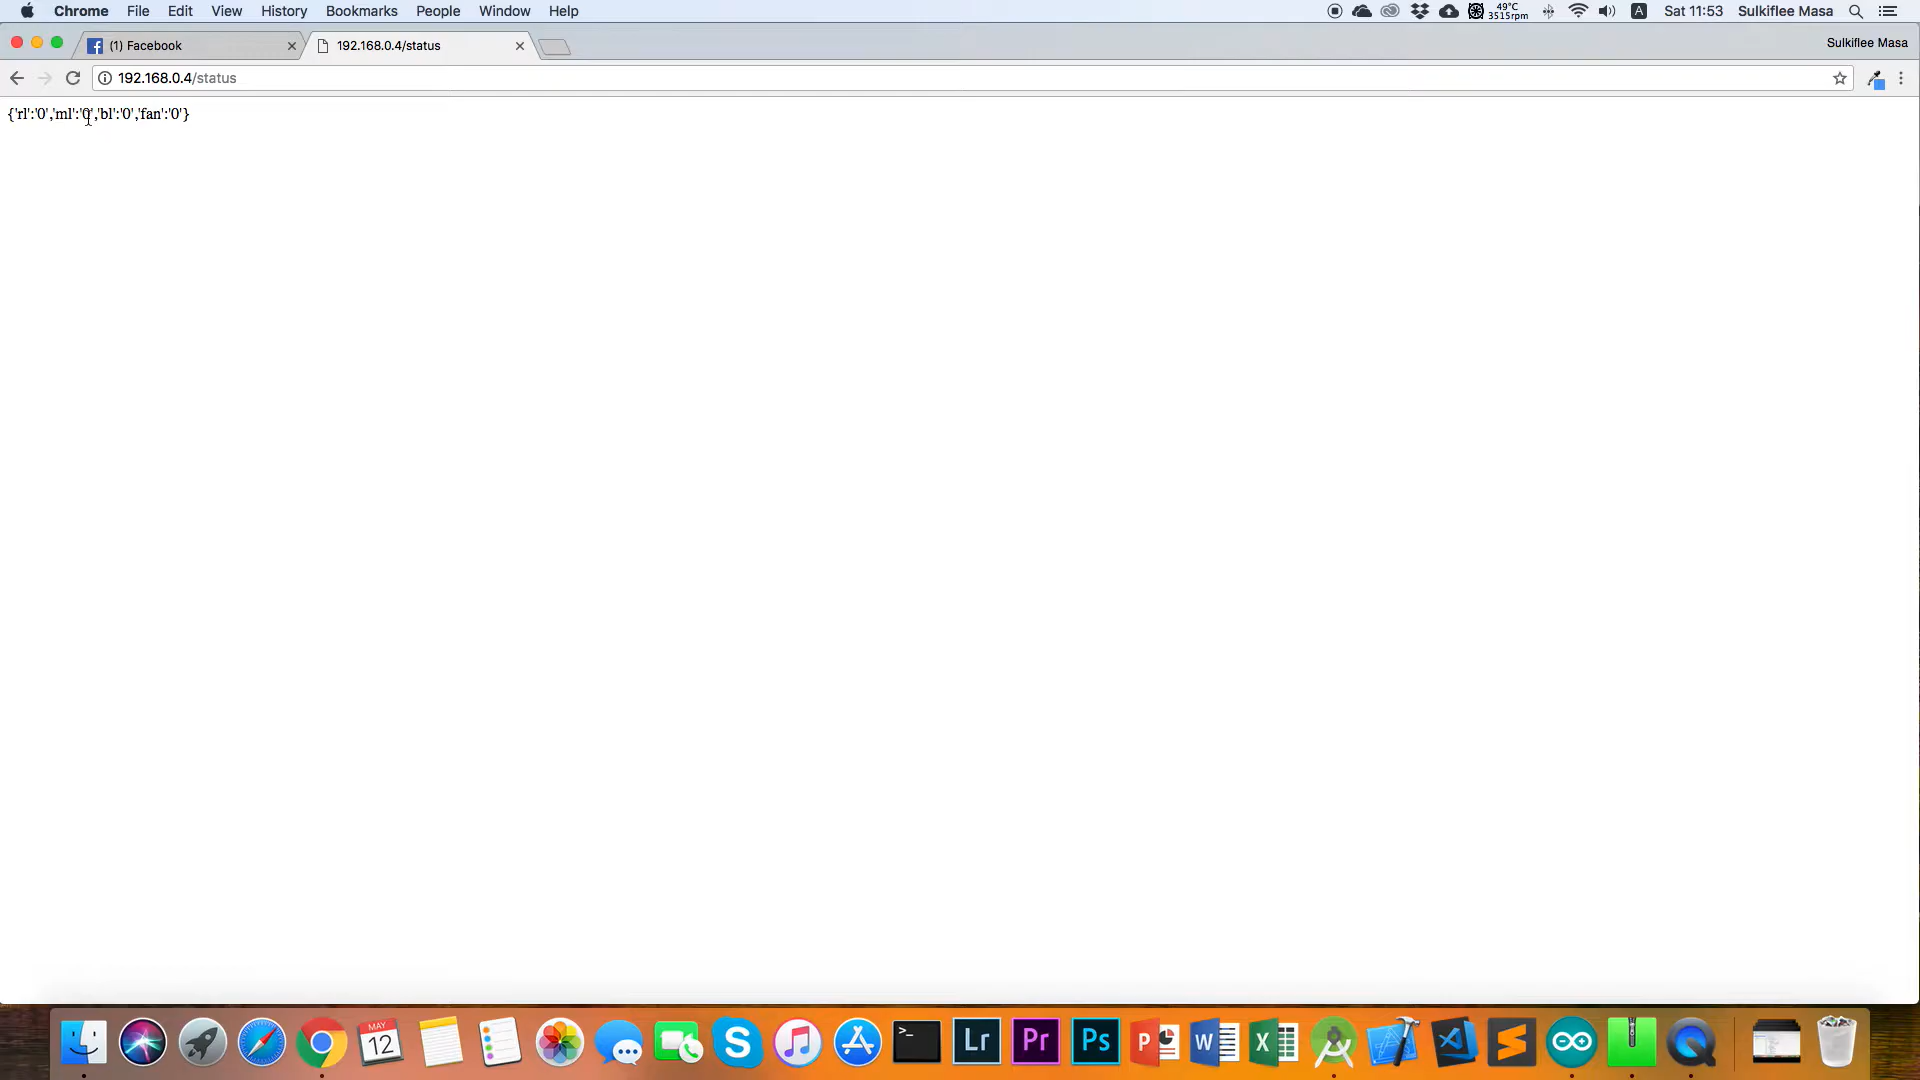 Chrome File Edit View History Bookmarks People Window Help 49°C 3515rpm A Sat 11:53 Sulkiflee Masa
(1) Facebook 192.168.0.4/status Sulkiflee Masa
192.168.0.4/status
{'rl':'0','ml':'0','bl':'0','fan':'0'}
MAY
12
S
>_
Lr
Pr
Ps
P
W
X